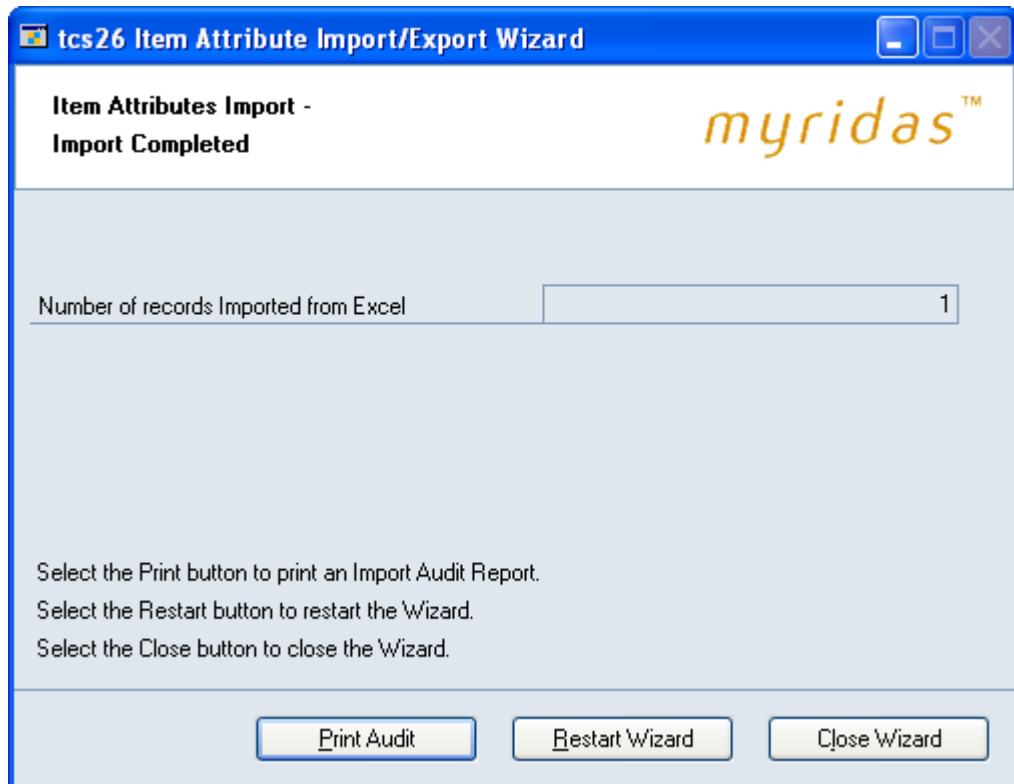 tcs26 Item Attribute Import/Export Wizard
Item Attributes Import -
Import Completed
myridas™
Number of records Imported from Excel 1
Select the Print button to print an Import Audit Report.
Select the Restart button to restart the Wizard.
Select the Close button to close the Wizard.
Print Audit Restart Wizard Close Wizard